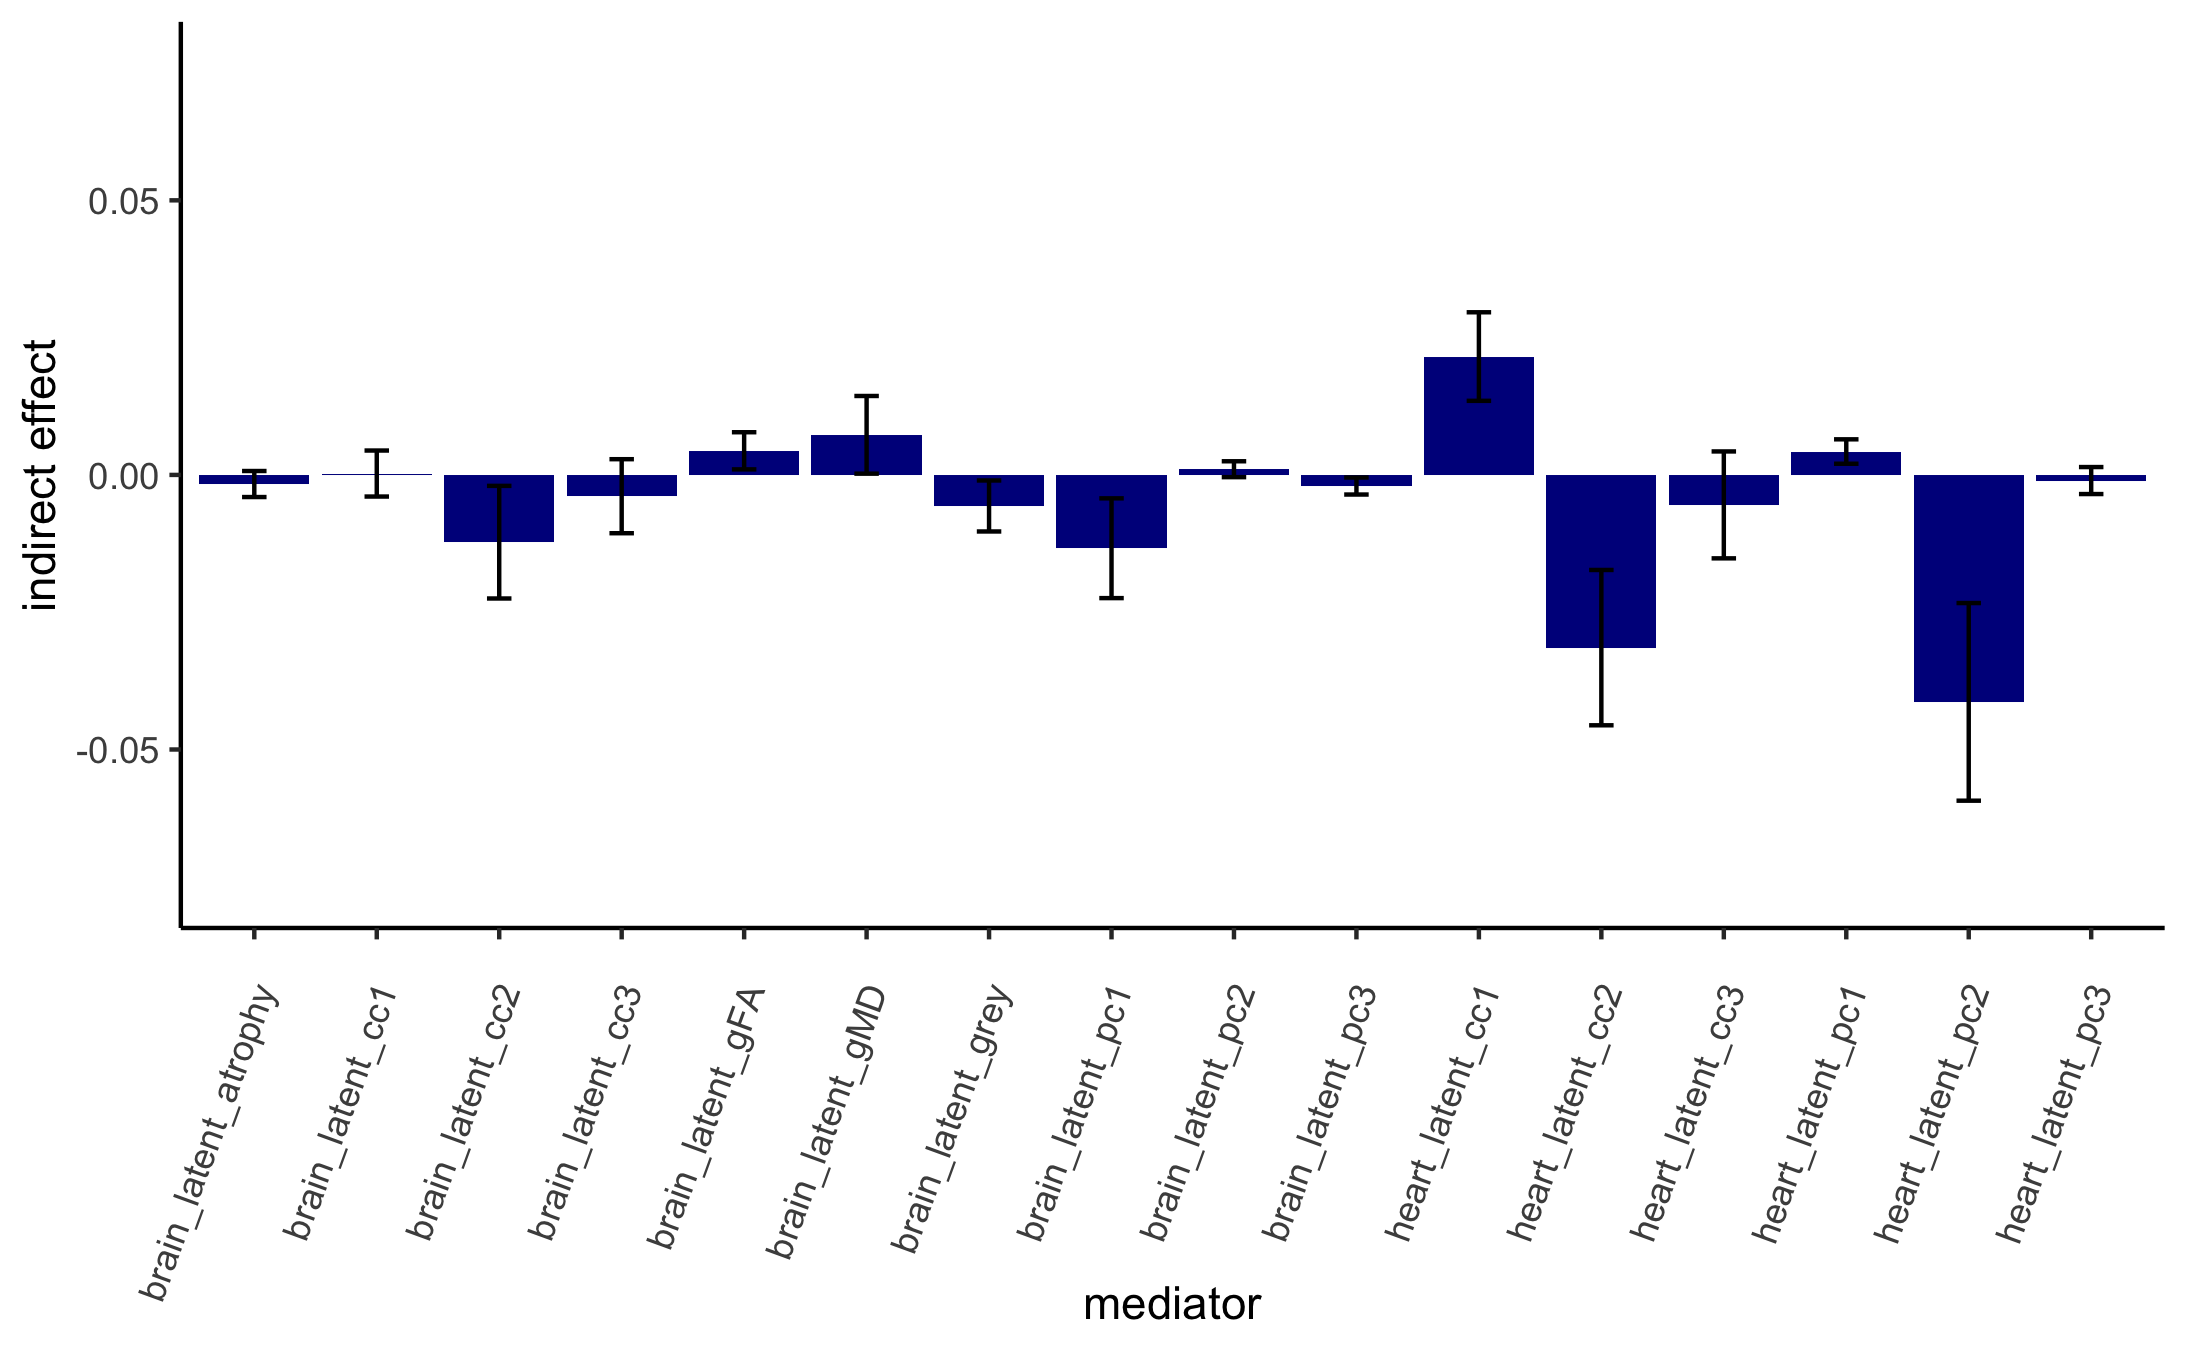 indirect effect
0.05
0.00
-0.05
brain_latent_atrophy
brain_latent_cc1
brain_latent_cc2
brain_latent_cc3
brain_latent_gFA
brain_latent_gMD
brain_latent_grey
brain_latent_pc1
brain_latent_pc2
brain_latent_pc3
heart_latent_cc1
heart_latent_cc2
heart_latent_cc3
heart_latent_pc1
heart_latent_pc2
heart_latent_pc3
mediator